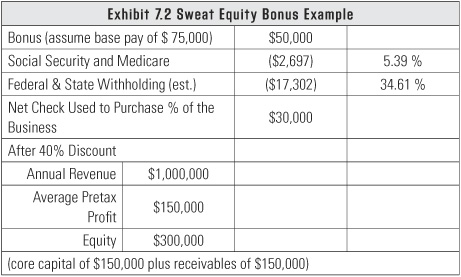 Exhibit 7.2 Sweat Equity Bonus Example
Bonus (assume base pay of $ 75,000) $50,000
Social Security and Medicare ($2,697) 5.39 %
Federal & State Withholding (est.) ($17,302) 34.61 %
Net Check Used to Purchase % of the
Business $30,000
After 40% Discount
Annual Revenue $1,000,000
Average Pretax
Profit $150,000
Equity $300,000
(core capital of $150,000 plus receivables of $150,000)